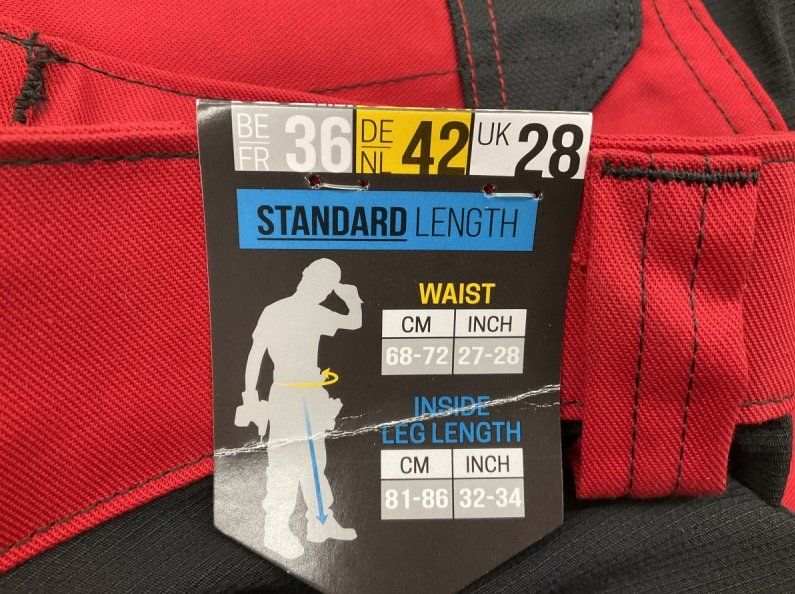 BE
FR 36 DE
NL 42 UK 28
STANDARD LENGTH
WAIST
CM INCH
68-72 27-28
INSIDE
LEG LENGTH
CM INCH
81-86 32-34